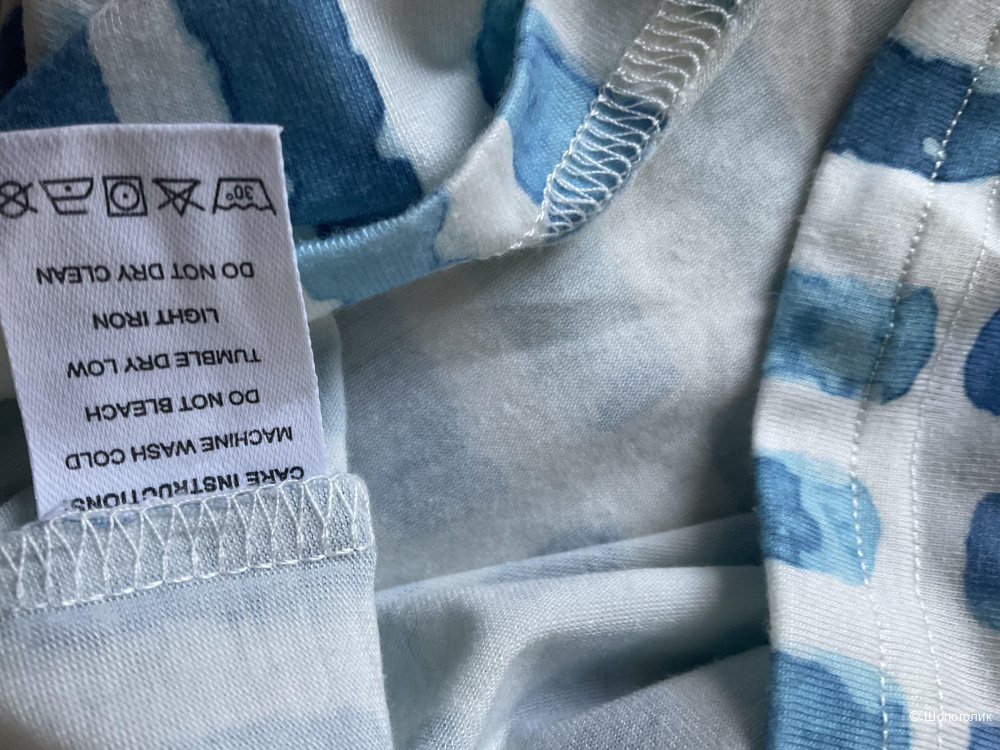 CARE INSTRUCTIONS:
MACHINE WASH COLD
DO NOT BLEACH
TUMBLE DRY LOW
LIGHT IRON
DO NOT DRY CLEAN
30°
© Шопоголик